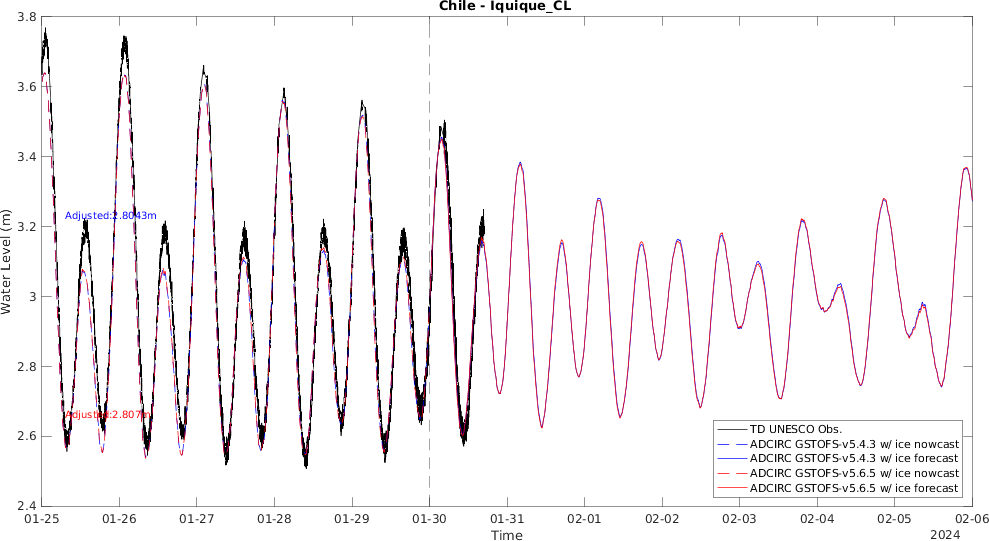 Chile - Iquique_CL
Water Level (m)
3.8
3.6
3.4
3.2
3
2.8
2.6
2.4
Adjusted:2.8043m
Adjusted:2.807m
TD UNESCO Obs.
ADCIRC GSTOFS-v5.4.3 w/ ice nowcast
ADCIRC GSTOFS-v5.4.3 w/ ice forecast
ADCIRC GSTOFS-v5.6.5 w/ ice nowcast
ADCIRC GSTOFS-v5.6.5 w/ ice forecast
01-25 01-26 01-27 01-28 01-29 01-30 01-31 02-01 02-02 02-03 02-04 02-05 02-06
Time
2024